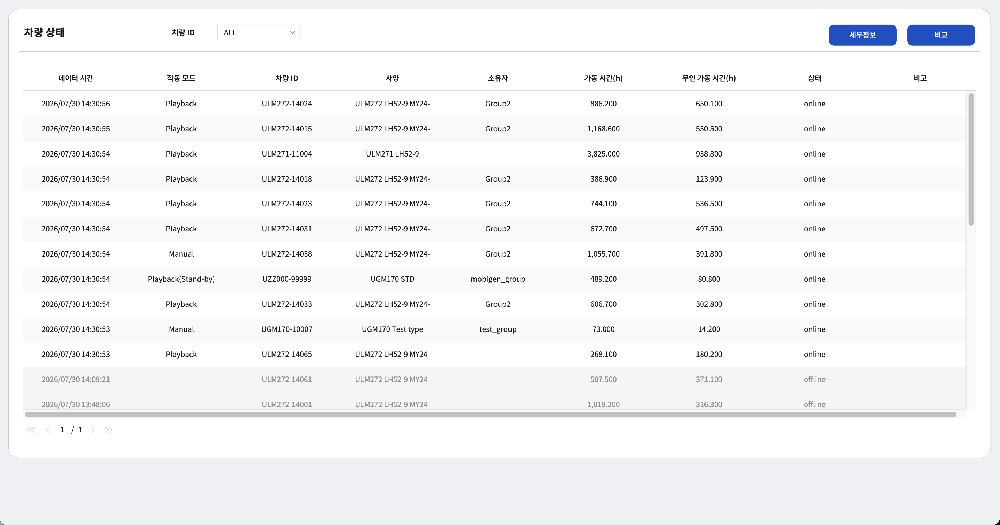 차량 상태 차량 ID ALL 세부정보 비교
데이터 시간 작동 모드 차량 ID 사양 소유자 가동 시간(h) 무인 가동 시간(h) 상태 비고
2026/07/30 14:30:56 Playback ULM272-14024 ULM272 LH52-9 MY24- Group2 886.200 650.100 online
2026/07/30 14:30:55 Playback ULM272-14015 ULM272 LH52-9 MY24- Group2 1,168.600 550.500 online
2026/07/30 14:30:54 Playback ULM271-11004 ULM271 LH52-9 3,825.000 938.800 online
2026/07/30 14:30:54 Playback ULM272-14018 ULM272 LH52-9 MY24- Group2 386.900 123.900 online
2026/07/30 14:30:54 Playback ULM272-14023 ULM272 LH52-9 MY24- Group2 744.100 536.500 online
2026/07/30 14:30:54 Playback ULM272-14031 ULM272 LH52-9 MY24- Group2 672.700 497.500 online
2026/07/30 14:30:54 Manual ULM272-14038 ULM272 LH52-9 MY24- Group2 1,055.700 391.800 online
2026/07/30 14:30:54 Playback(Stand-by) UZZ000-99999 UGM170 STD mobigen_group 489.200 80.800 online
2026/07/30 14:30:54 Playback ULM272-14033 ULM272 LH52-9 MY24- Group2 606.700 302.800 online
2026/07/30 14:30:53 Manual UGM170-10007 UGM170 Test type test_group 73.000 14.200 online
2026/07/30 14:30:53 Playback ULM272-14065 ULM272 LH52-9 MY24- 268.100 180.200 online
2026/07/30 14:09:21 - ULM272-14061 ULM272 LH52-9 MY24- 507.500 371.100 offline
2026/07/30 13:48:06 - ULM272-14001 ULM272 LH52-9 MY24- 1,019.200 316.300 offline
1 / 1